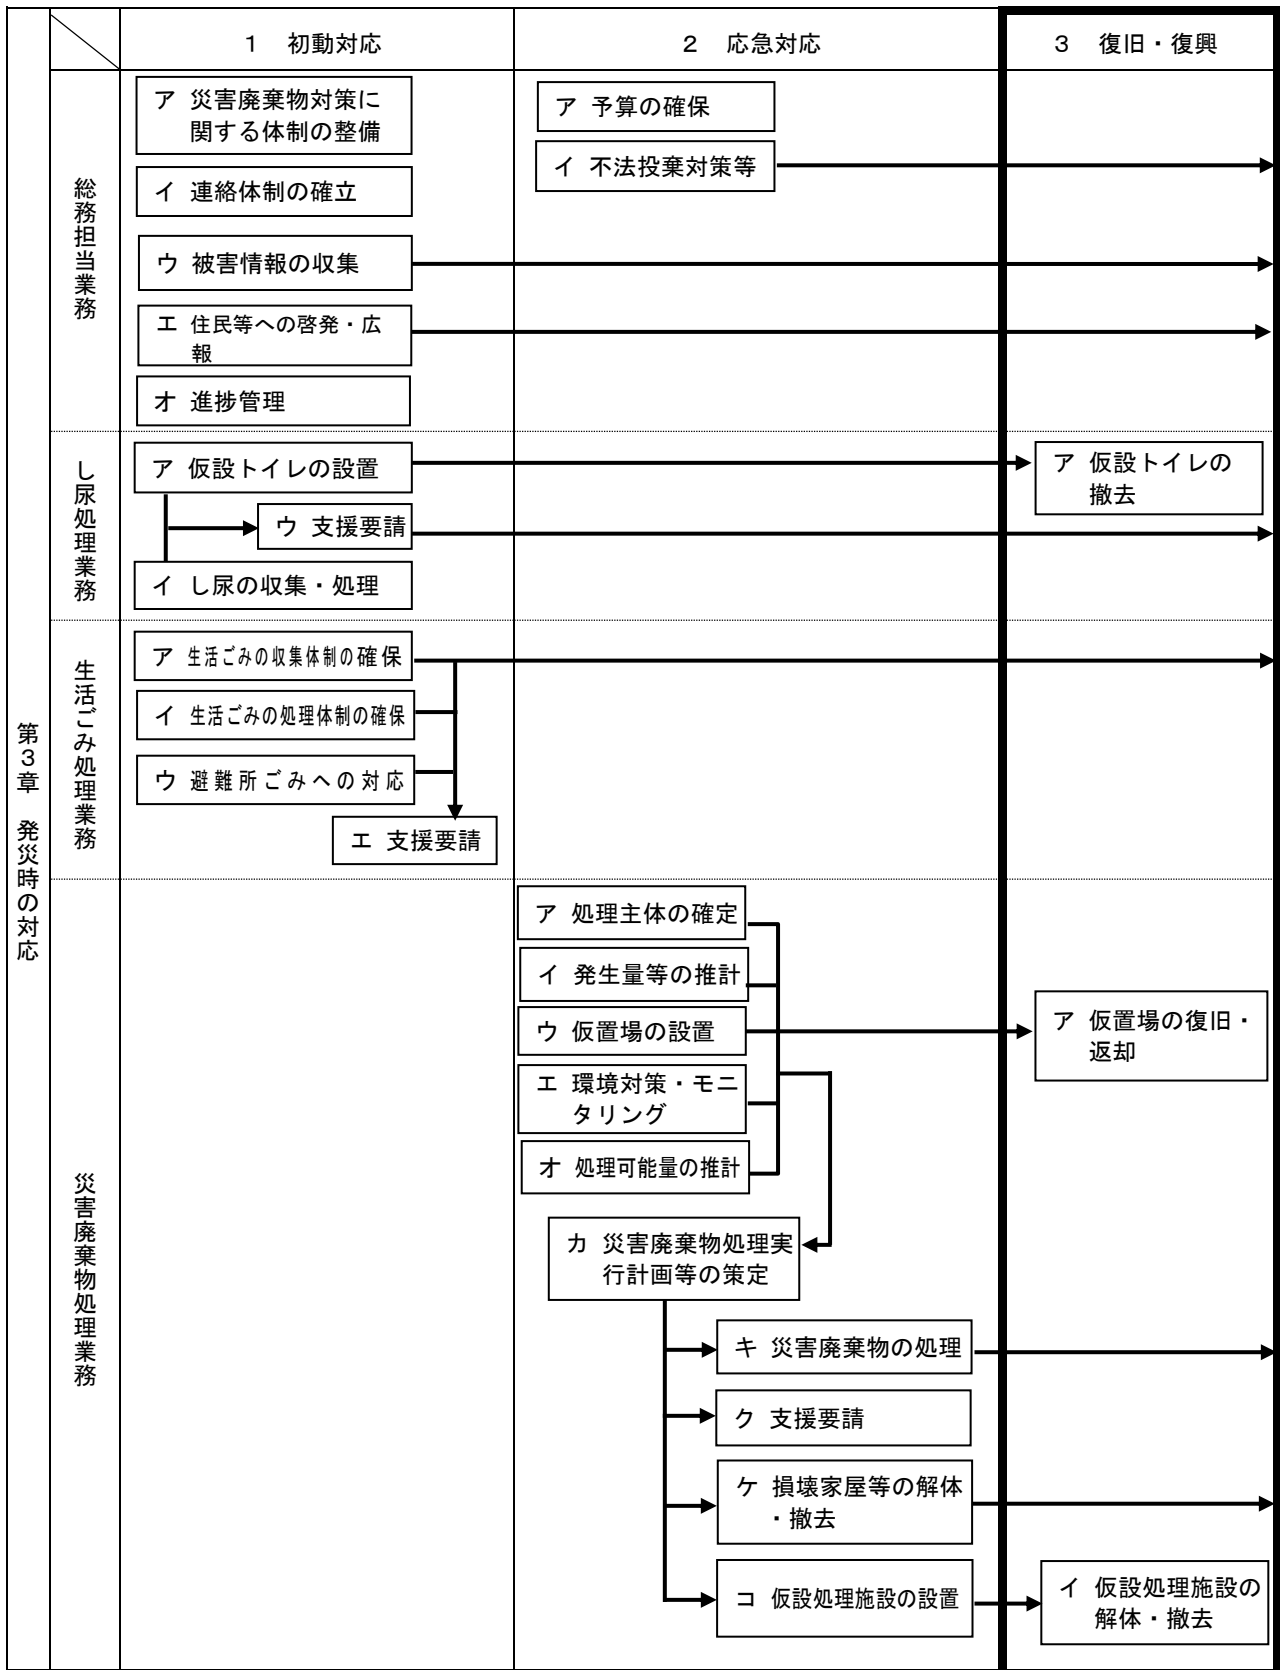 第３章　発災時の対応
１　初動対応
２　応急対応
３　復旧・復興
総務担当業務
ア 災害廃棄物対策に
関する体制の整備
イ 連絡体制の確立
ウ 被害情報の収集
エ 住民等への啓発・広
報
オ 進捗管理
ア 予算の確保
イ 不法投棄対策等
し尿処理業務
ア 仮設トイレの設置
ウ 支援要請
イ し尿の収集・処理
ア 仮設トイレの
撤去
生活ごみ処理業務
ア 生活ごみの収集体制の確保
イ 生活ごみの処理体制の確保
ウ 避難所ごみへの対応
エ 支援要請
災害廃棄物処理業務
ア 処理主体の確定
イ 発生量等の推計
ウ 仮置場の設置
エ 環境対策・モニ
タリング
オ 処理可能量の推計
カ 災害廃棄物処理実
行計画等の策定
キ 災害廃棄物の処理
ク 支援要請
ケ 損壊家屋等の解体
・撤去
コ 仮設処理施設の設置
ア 仮置場の復旧・
返却
イ 仮設処理施設の
解体・撤去